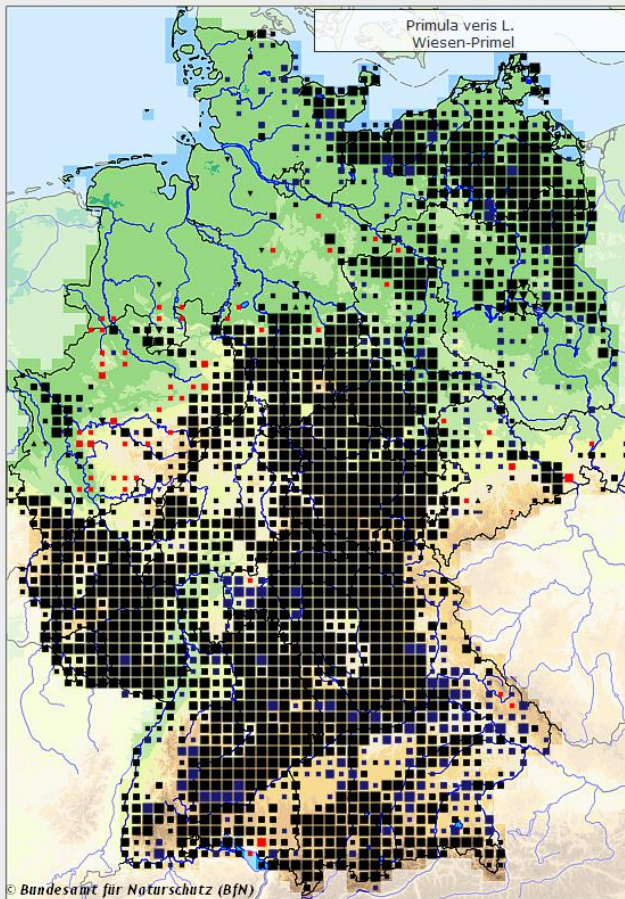 Primula veris L.
Wiesen-Primel
?
?
© Bundesamt für Naturschutz (BfN)